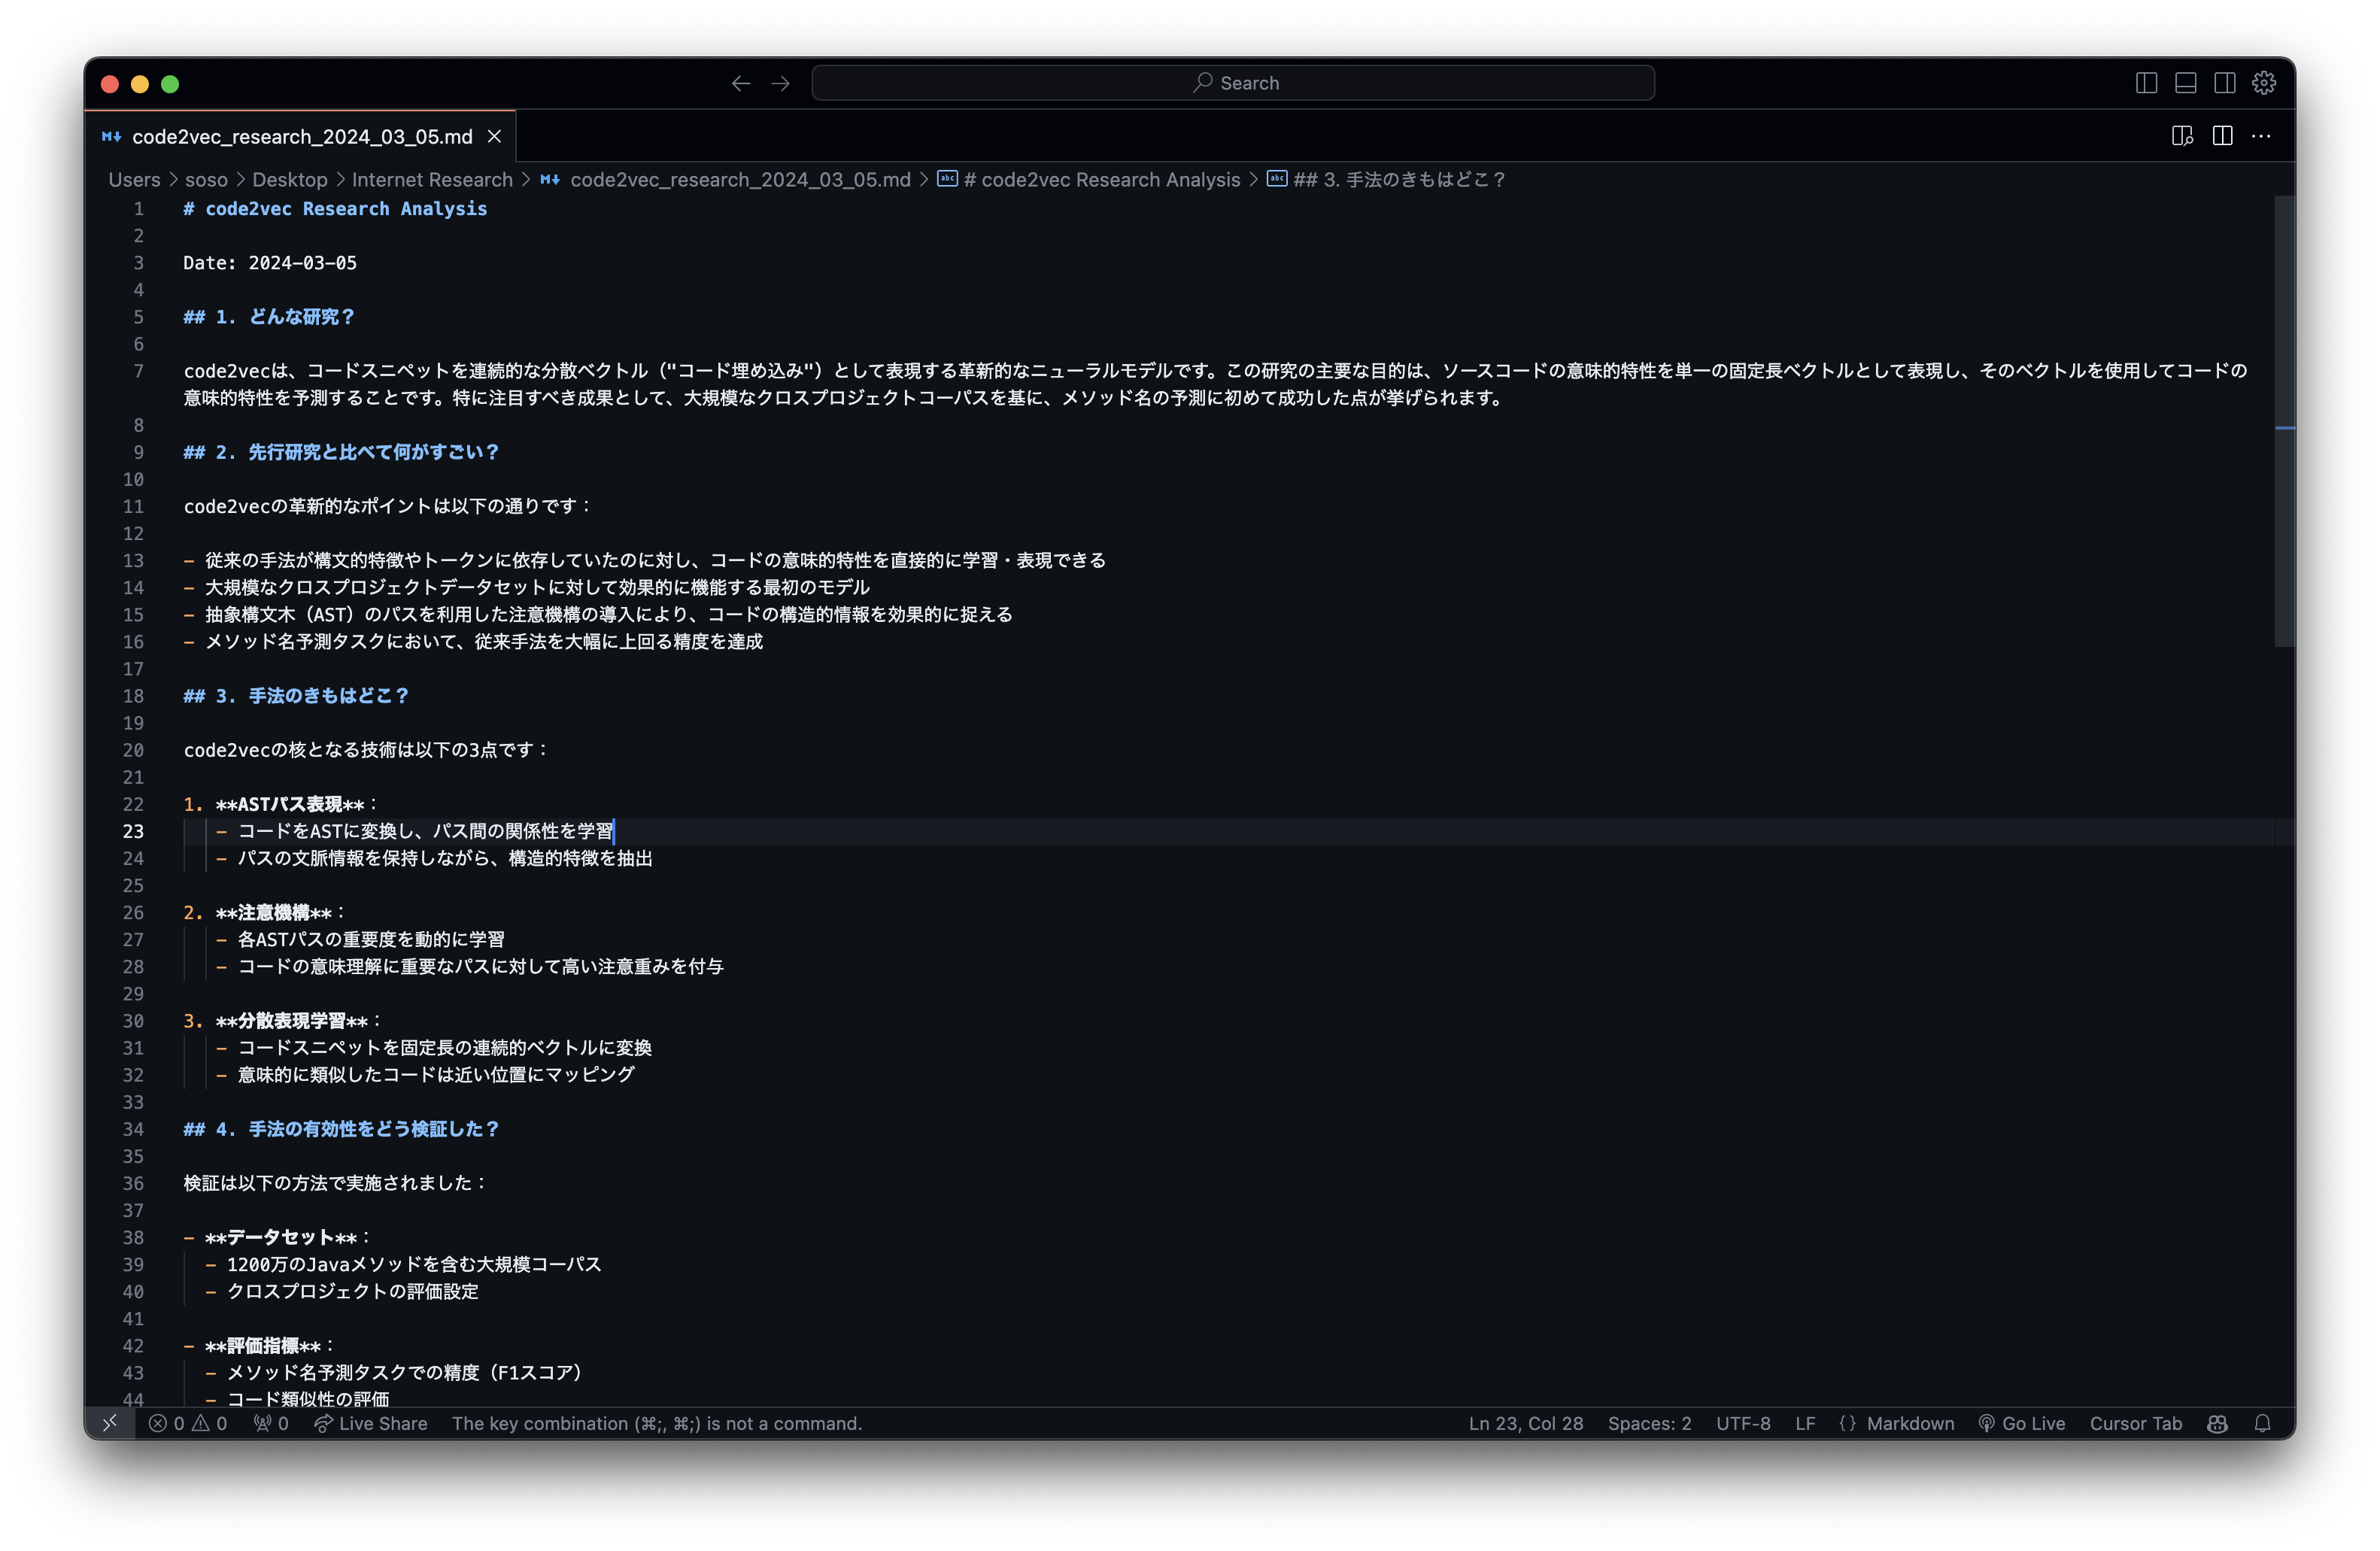 Search
code2vec_research_2024_03_05.md
Users > soso > Desktop > Internet Research > code2vec_research_2024_03_05.md > # code2vec Research Analysis > ## 3. 手法のきもはどこ？
1 # code2vec Research Analysis
2
3 Date: 2024-03-05
4
5 ## 1. どんな研究？
6
7 code2vecは、コードスニペットを連続的な分散ベクトル（"コード埋め込み"）として表現する革新的なニューラルモデルです。この研究の主要な目的は、ソースコードの意味的特性を単一の固定長ベクトルとして表現し、そのベクトルを使用してコードの
意味的特性を予測することです。特に注目すべき成果として、大規模なクロスプロジェクトコーパスを基に、メソッド名の予測に初めて成功した点が挙げられます。
8
9 ## 2. 先行研究と比べて何がすごい？
10
11 code2vecの革新的なポイントは以下の通りです：
12
13 - 従来の手法が構文的特徴やトークンに依存していたのに対し、コードの意味的特性を直接的に学習・表現できる
14 - 大規模なクロスプロジェクトデータセットに対して効果的に機能する最初のモデル
15 - 抽象構文木（AST）のパスを利用した注意機構の導入により、コードの構造的情報を効果的に捉える
16 - メソッド名予測タスクにおいて、従来手法を大幅に上回る精度を達成
17
18 ## 3. 手法のきもはどこ？
19
20 code2vecの核となる技術は以下の3点です：
21
22 1. **ASTパス表現**：
23 - コードをASTに変換し、パス間の関係性を学習
24 - パスの文脈情報を保持しながら、構造的特徴を抽出
25
26 2. **注意機構**：
27 - 各ASTパスの重要度を動的に学習
28 - コードの意味理解に重要なパスに対して高い注意重みを付与
29
30 3. **分散表現学習**：
31 - コードスニペットを固定長の連続的ベクトルに変換
32 - 意味的に類似したコードは近い位置にマッピング
33
34 ## 4. 手法の有効性をどう検証した？
35
36 検証は以下の方法で実施されました：
37
38 - **データセット**：
39 - 1200万のJavaメソッドを含む大規模コーパス
40 - クロスプロジェクトの評価設定
41
42 - **評価指標**：
43 - メソッド名予測タスクでの精度（F1スコア）
44 - コード類似性の評価
0 0 0 Live Share The key combination (⌘;, ⌘;) is not a command. Ln 23, Col 28 Spaces: 2 UTF-8 LF {} Markdown Go Live Cursor Tab